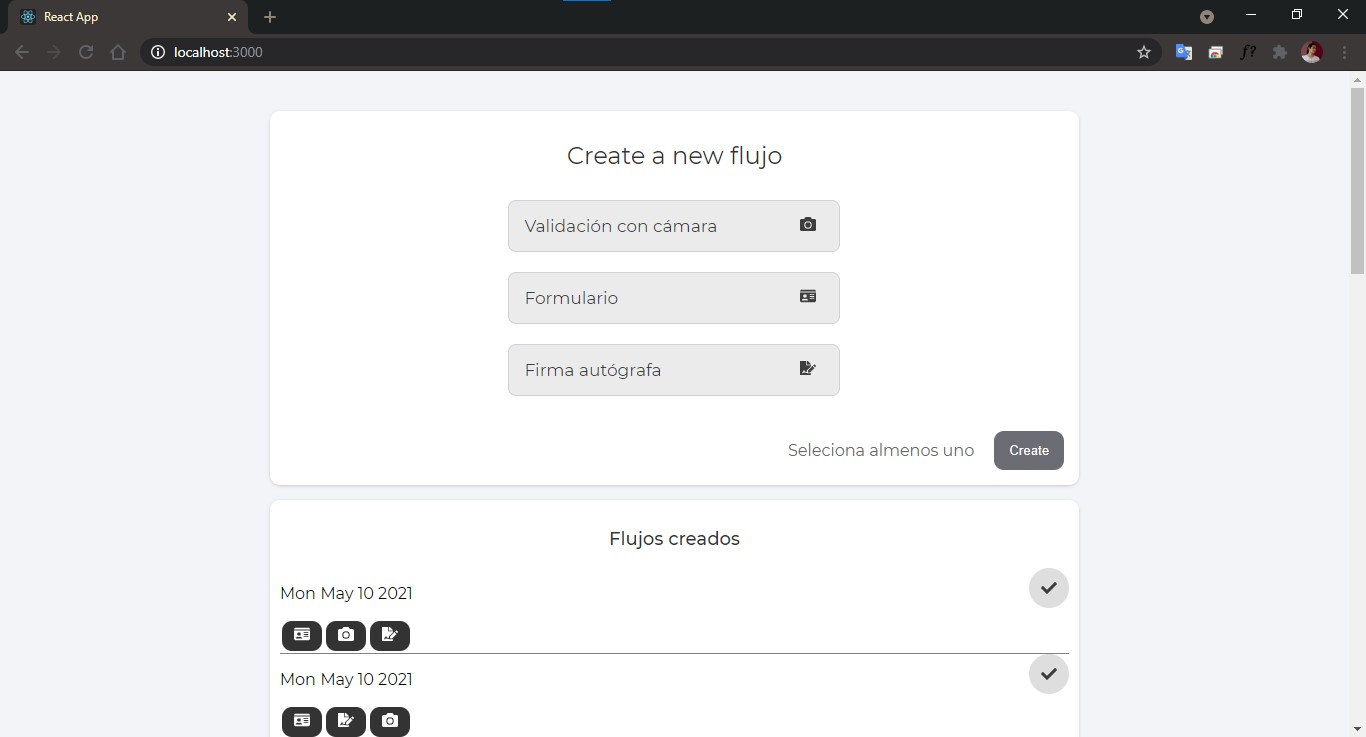 React App
localhost:3000
Create a new flujo
Validación con cámara
Formulario
Firma autógrafa
Seleciona almenos uno
Create
Flujos creados
Mon May 10 2021
Mon May 10 2021